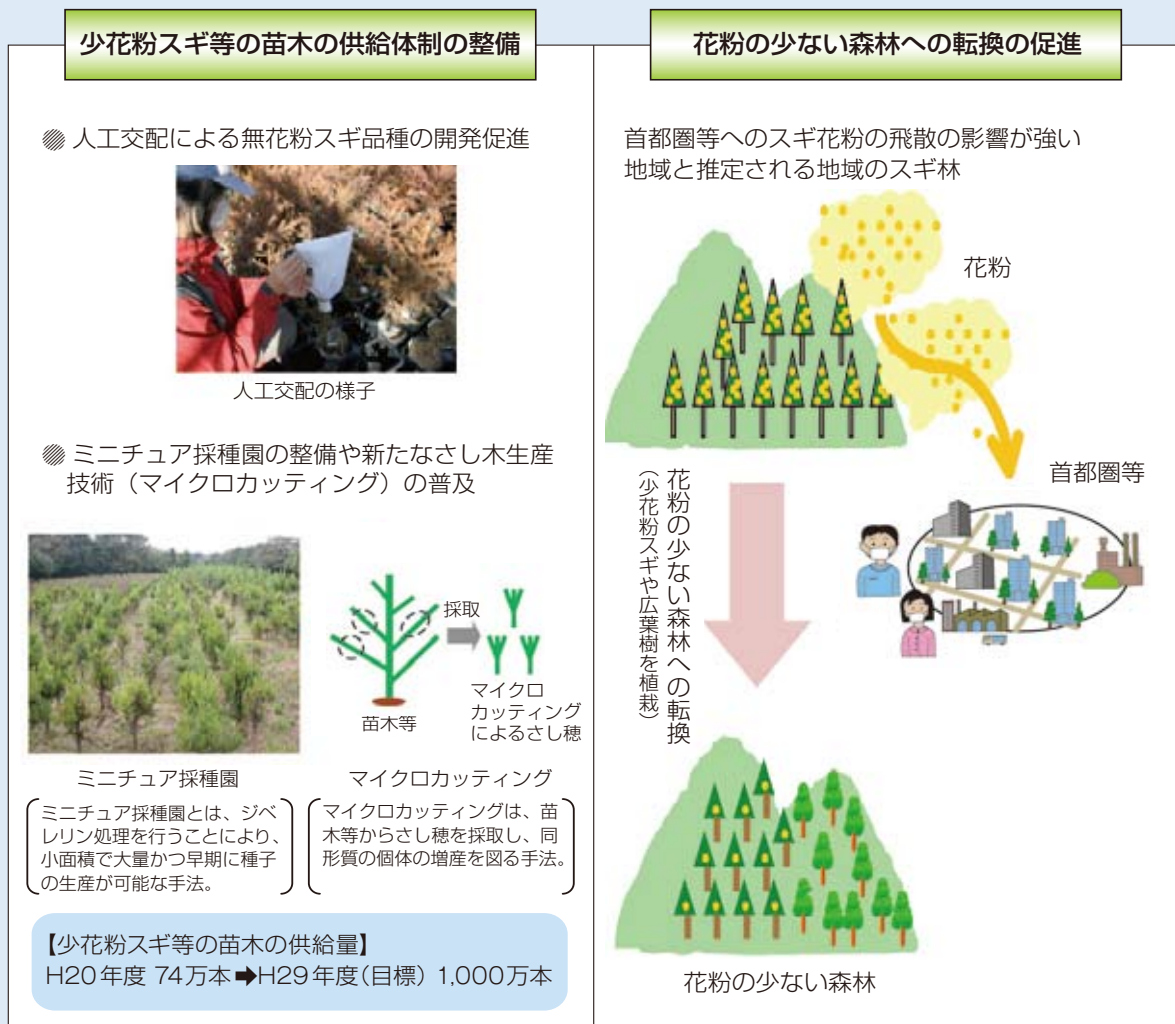 少花粉スギ等の苗木の供給体制の整備
人工交配による無花粉スギ品種の開発促進
人工交配の様子
ミニチュア採種園の整備や新たなさし木生産
技術（マイクロカッティング）の普及
採取
苗木等
マイクロ
カッティング
によるさし穂
ミニチュア採種園
ミニチュア採種園とは、ジベ
レリン処理を行うことにより、
小面積で大量かつ早期に種子
の生産が可能な手法。
マイクロカッティング
マイクロカッティングは、苗
木等からさし穂を採取し、同
形質の個体の増産を図る手法。
【少花粉スギ等の苗木の供給量】
H20年度 74万本➡H29年度（目標） 1,000万本
花粉の少ない森林への転換の促進
首都圏等へのスギ花粉の飛散の影響が強い
地域と推定される地域のスギ林
花粉
首都圏等
花粉の少ない森林への転換
（少花粉スギや広葉樹を植栽）
花粉の少ない森林